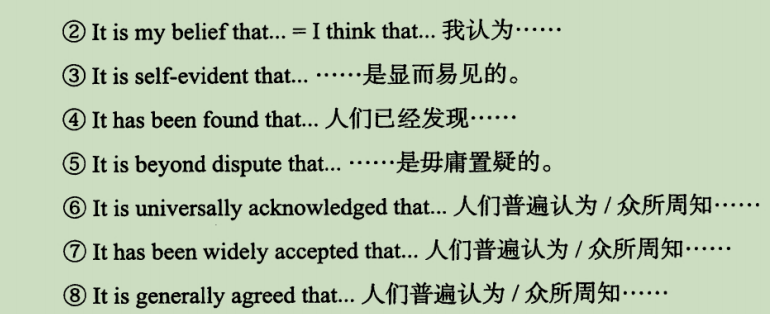 ② It is my belief that... = I think that... 我认为……
③ It is self-evident that... ……是显而易见的。
④ It has been found that... 人们已经发现……
⑤ It is beyond dispute that... ……是毋庸置疑的。
⑥ It is universally acknowledged that... 人们普遍认为 / 众所周知……
⑦ It has been widely accepted that... 人们普遍认为 / 众所周知……
⑧ It is generally agreed that... 人们普遍认为 / 众所周知……